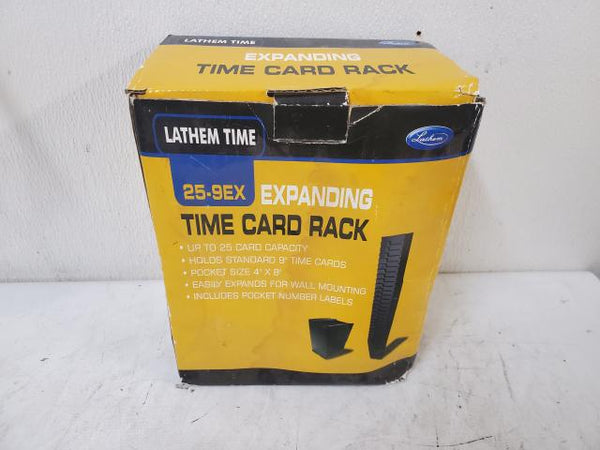 LATHEM TIME
EXPANDING
TIME CARD RACK
LATHEM TIME
Lathem
25-9EX EXPANDING
TIME CARD RACK
• UP TO 25 CARD CAPACITY
• HOLDS STANDARD 9" TIME CARDS
• POCKET SIZE 4" X 8"
• EASILY EXPANDS FOR WALL MOUNTING
• INCLUDES POCKET NUMBER LABELS